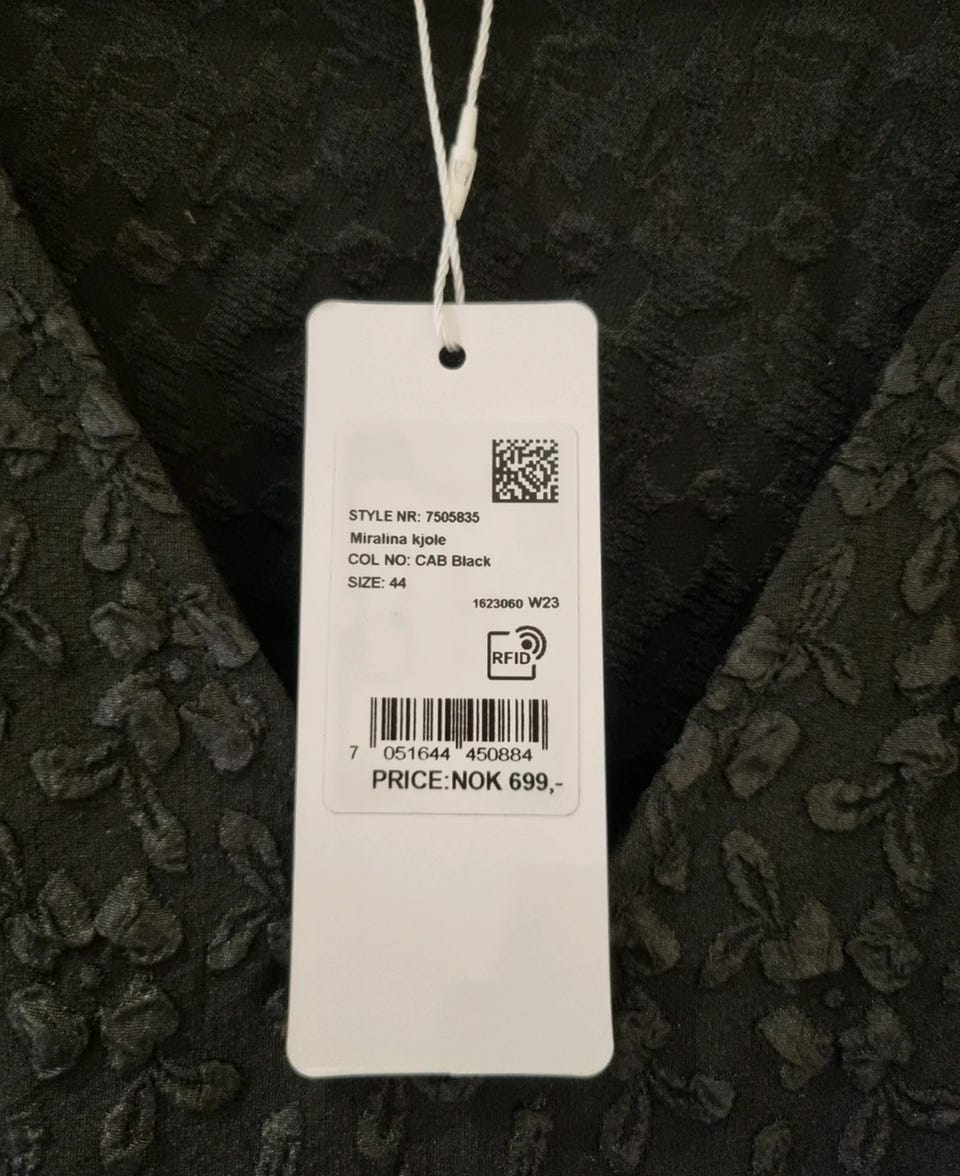 STYLE NR: 7505835
Miralina kjole
COL NO: CAB Black
SIZE: 44
1623060 W23
RFID
7 051644 450884
PRICE:NOK 699,-